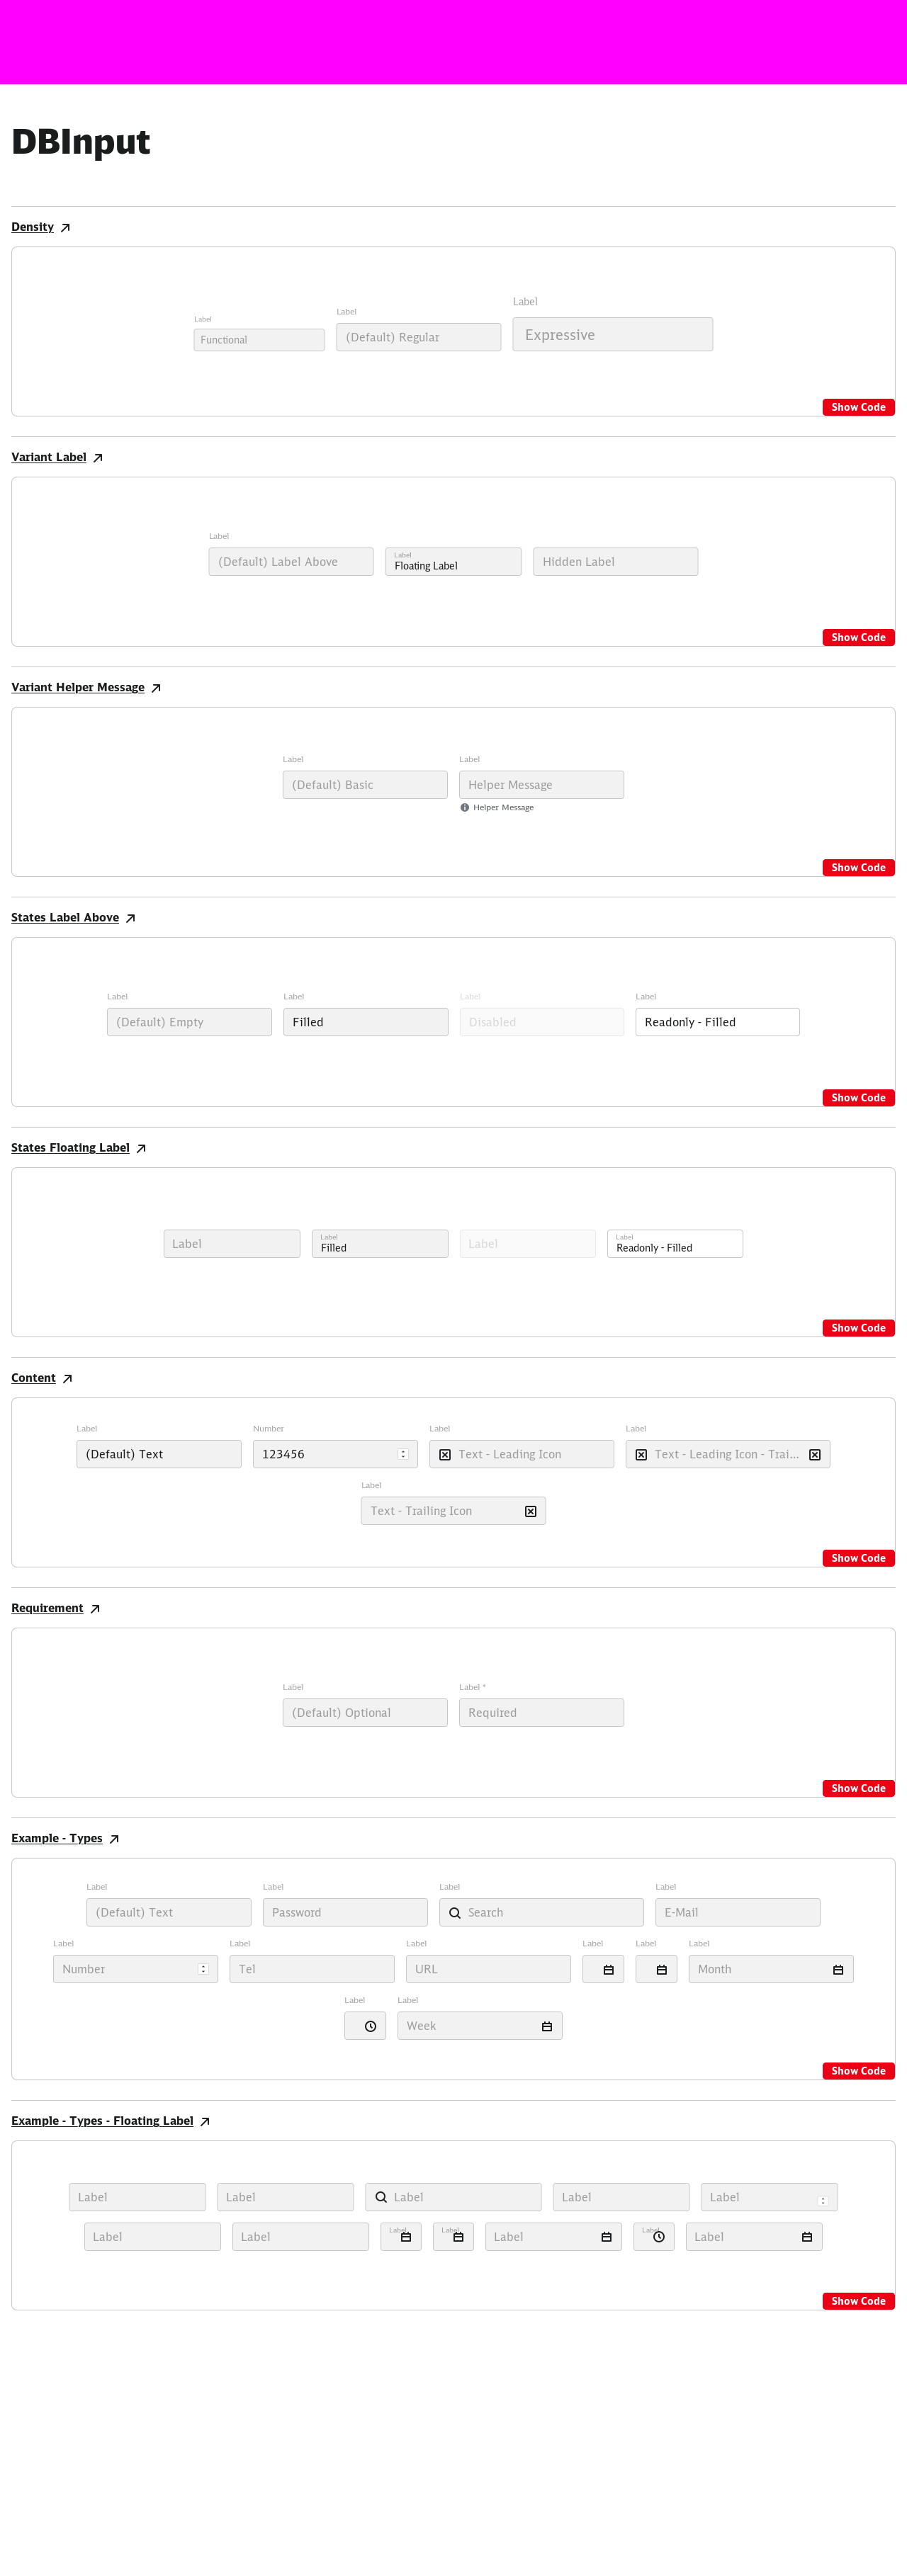 DBInput
Density
Label
Label
Label
Functional
(Default) Regular
Expressive
Show Code
Variant Label
Label
(Default) Label Above
Label
Floating Label
Hidden Label
Show Code
Variant Helper Message
Label
Label
(Default) Basic
Helper Message
Helper Message
Show Code
States Label Above
Label
Label
Label
Label
(Default) Empty
Filled
Disabled
Readonly - Filled
Show Code
States Floating Label
Label
Label
Filled
Label
Label
Readonly - Filled
Show Code
Content
Label
Number
Label
Label
(Default) Text
123456
Text - Leading Icon
Text - Leading Icon - Trai...
Label
Text - Trailing Icon
Show Code
Requirement
Label
Label *
(Default) Optional
Required
Show Code
Example - Types
Label
Label
Label
Label
(Default) Text
Password
Search
E-Mail
Label
Label
Label
Label
Label
Label
Number
Tel
URL
Month
Label
Label
Week
Show Code
Example - Types - Floating Label
Label
Label
Label
Label
Label
Label
Label
Label
Label
Label
Label
Label
Show Code